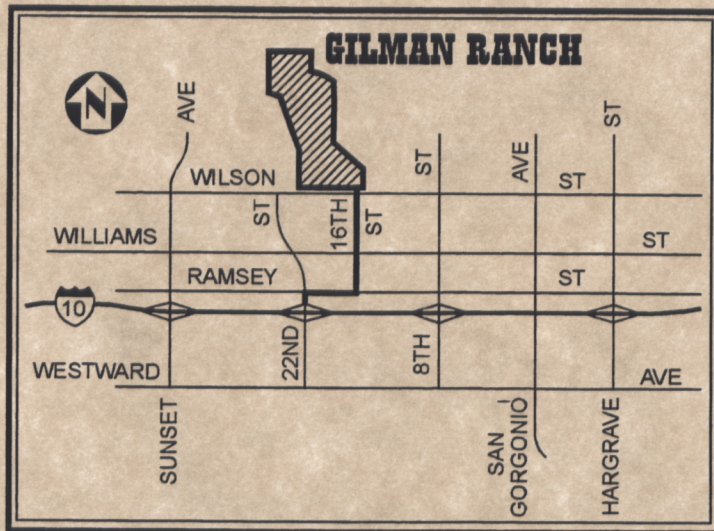 GILMAN RANCH
N
AVE
ST
AVE
ST
WILSON
ST
ST
16TH
ST
WILLIAMS
ST
RAMSEY
ST
10
22ND
8TH
WESTWARD
AVE
SUNSET
SAN
GORGONIO
HARGRAVE